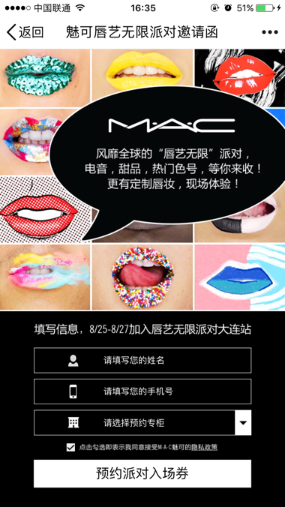 中国联通
16:35
51%
返回
魅可唇艺无限派对邀请函
M·A·C
风靡全球的“唇艺无限”派对，
电音，甜品，热门色号，等你来收！
更有定制唇妆，现场体验！
填写信息，8/25-8/27加入唇艺无限派对大连站
请填写您的姓名
请填写您的手机号
请选择预约专柜
点击勾选即表示我同意接受M·A·C魅可的隐私政策
预约派对入场券